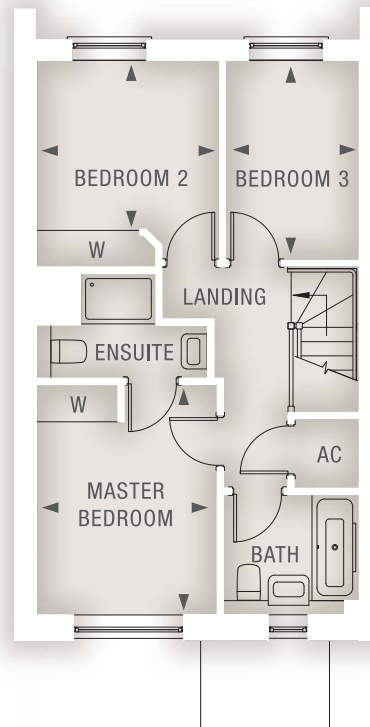 BEDROOM 2
BEDROOM 3
W
LANDING
ENSUITE
W
AC
MASTER
BEDROOM
BATH